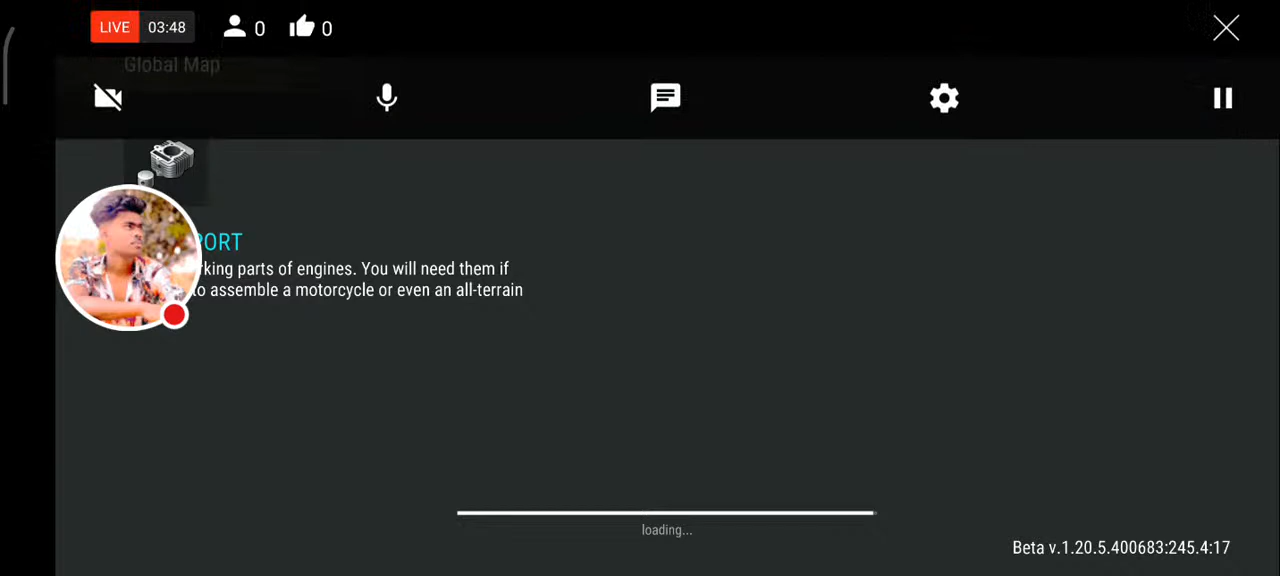 LIVE 03:48 0 0
Global Map
PORT
rking parts of engines. You will need them if
to assemble a motorcycle or even an all-terrain
loading...
Beta v.1.20.5.400683:245.4:17